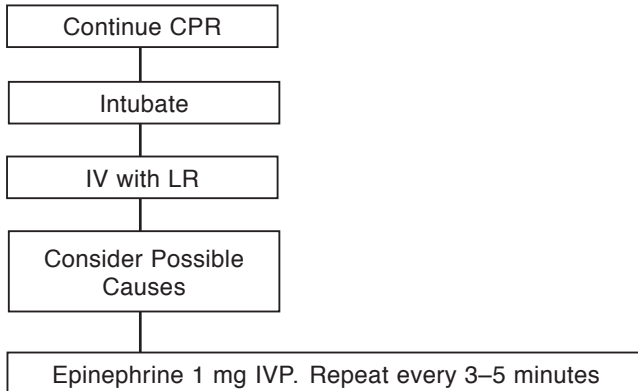 Continue CPR
Intubate
IV with LR
Consider Possible
Causes
Epinephrine 1 mg IVP. Repeat every 3–5 minutes